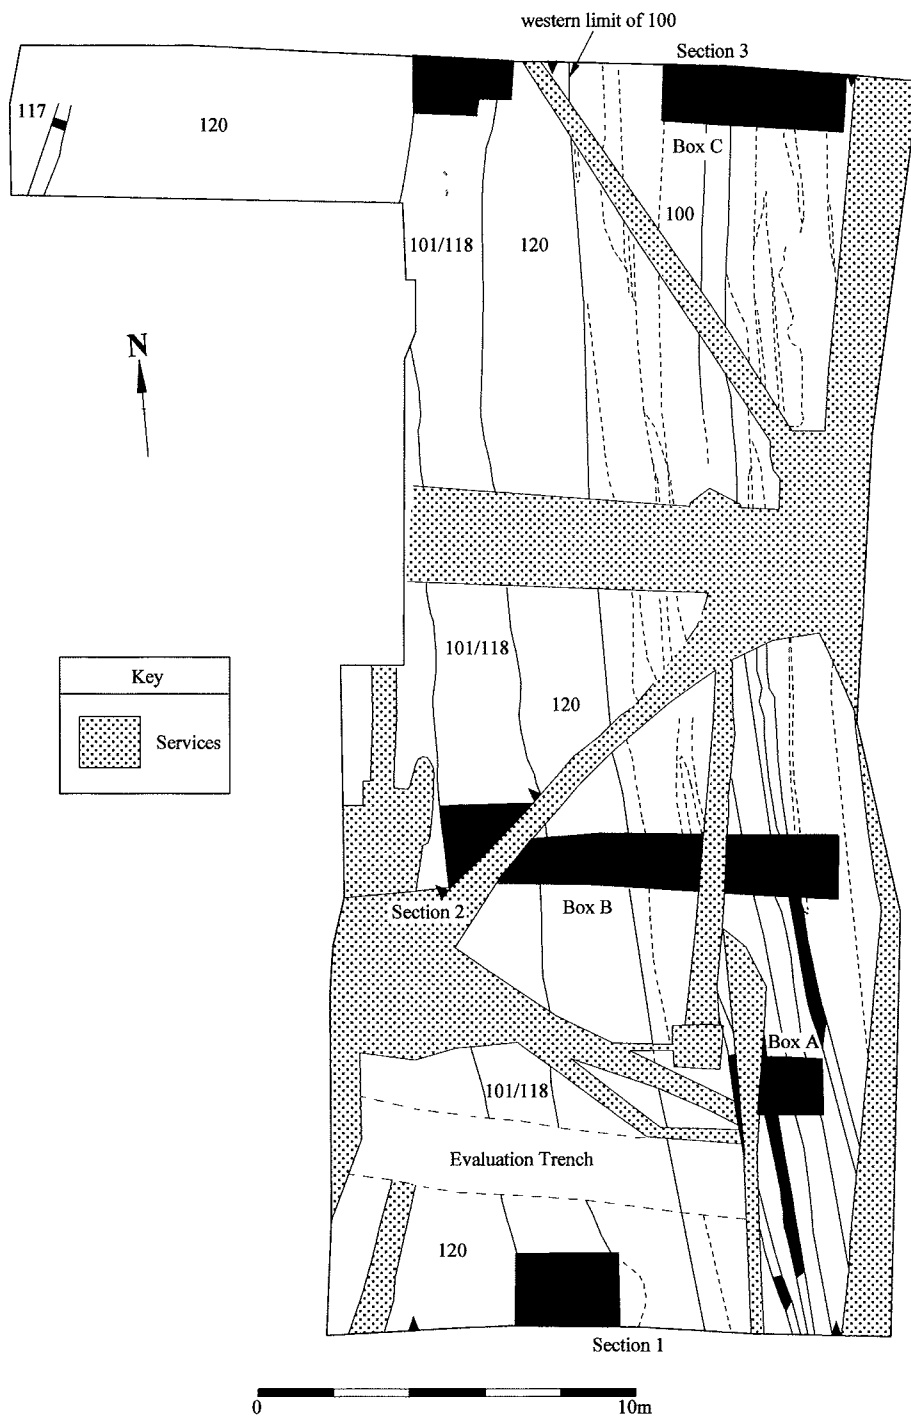 western limit of 100
Section 3
117
120
Box C
100
101/118
120
N
101/118
Key
120
Services
Section 2
Box B
Box A
101/118
Evaluation Trench
120
Section 1
0
10m